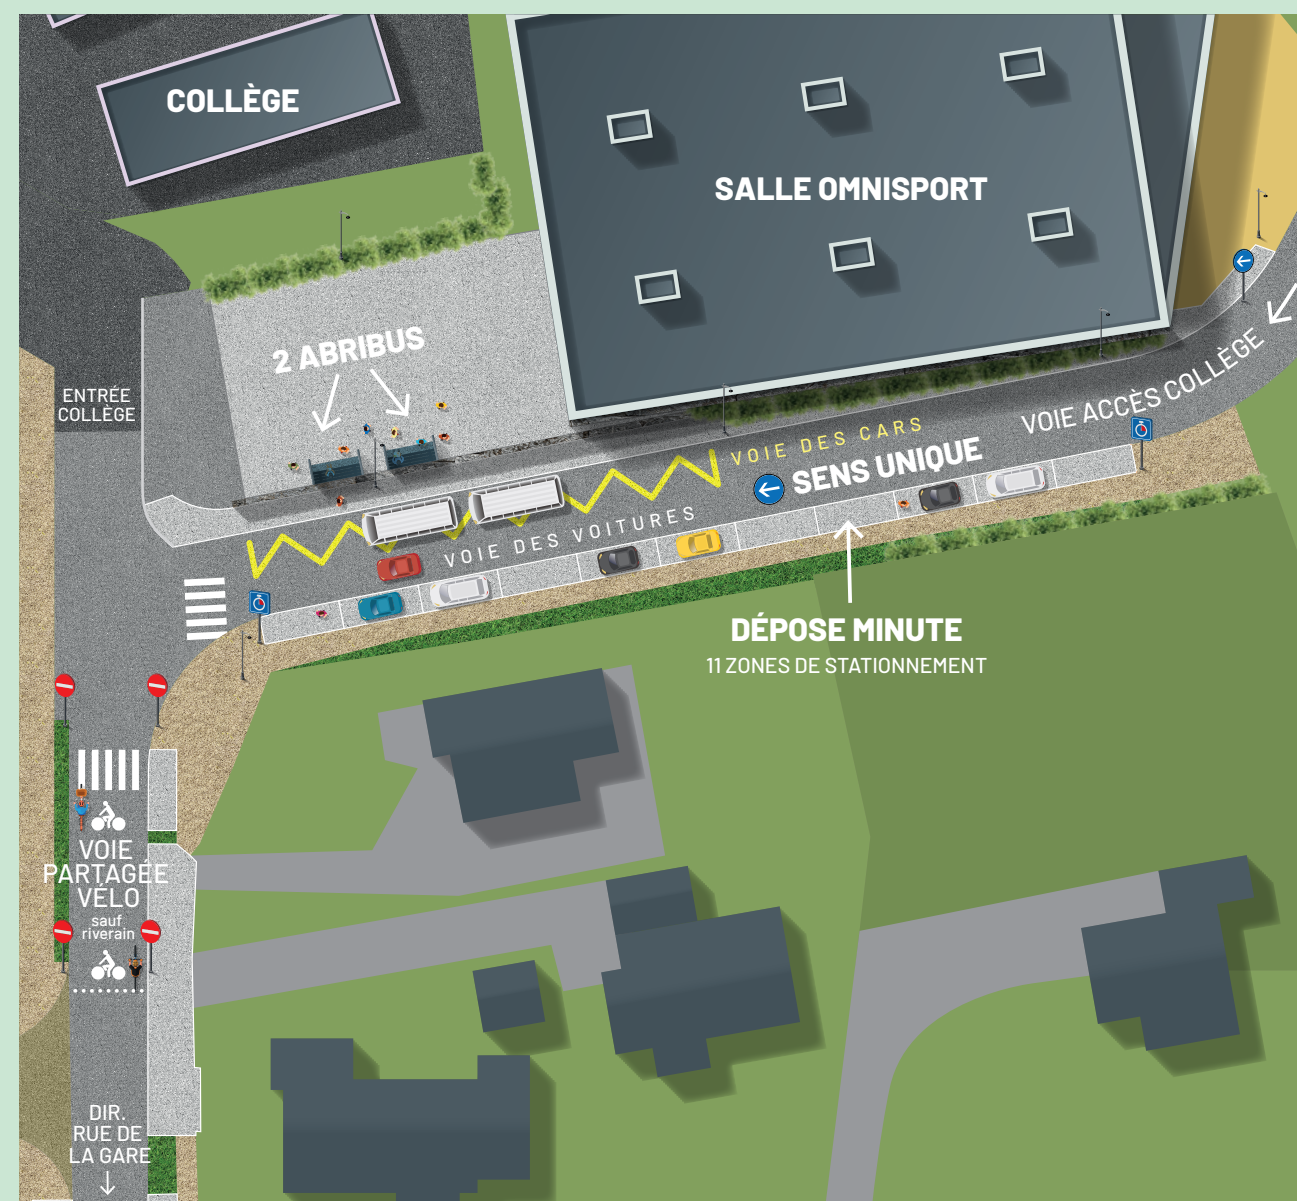 COLLÈGE
SALLE OMNISPORT
2 ABRIBUS
ENTRÉE
COLLÈGE
VOIE ACCÈS COLLÈGE
VOIE DES CARS
SENS UNIQUE
VOIE DES VOITURES
DÉPOSE MINUTE
11 ZONES DE STATIONNEMENT
VOIE
PARTAGÉE
VÉLO
sauf
riverain
DIR.
RUE DE
LA GARE